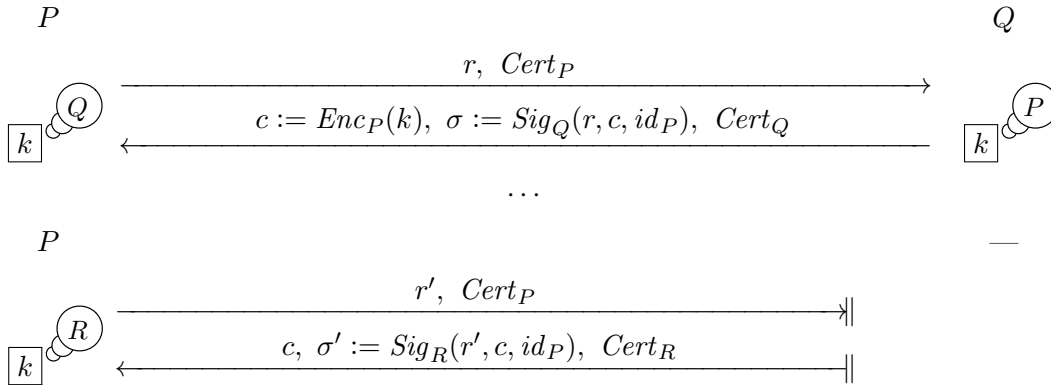 P Q
r, Cert_P
Q P
c := Enc_P(k), σ := Sig_Q(r, c, id_P), Cert_Q
k k
...
P —
r′, Cert_P
R
c, σ′ := Sig_R(r′, c, id_P), Cert_R
k